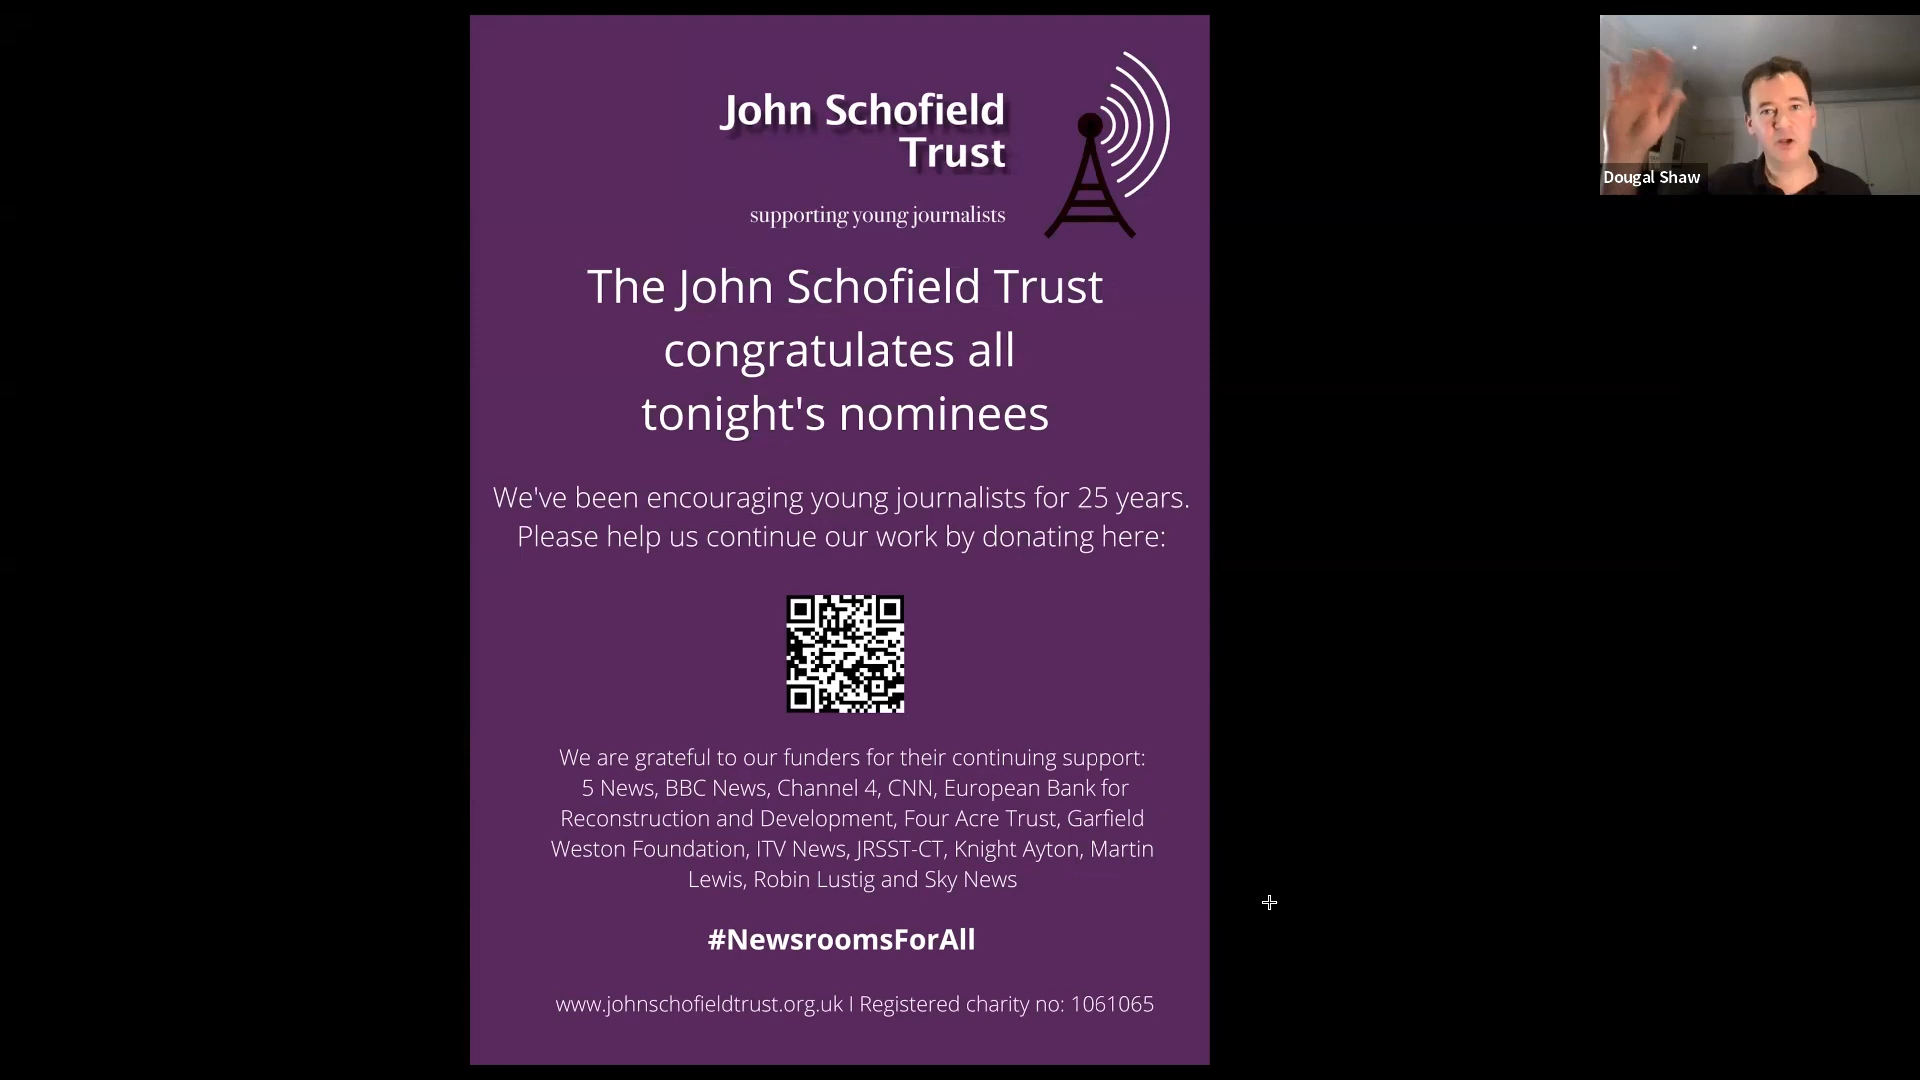 John Schofield
Trust
supporting young journalists
The John Schofield Trust
congratulates all
tonight's nominees
We've been encouraging young journalists for 25 years.
Please help us continue our work by donating here:
We are grateful to our funders for their continuing support:
5 News, BBC News, Channel 4, CNN, European Bank for
Reconstruction and Development, Four Acre Trust, Garfield
Weston Foundation, ITV News, JRSST-CT, Knight Ayton, Martin
Lewis, Robin Lustig and Sky News
#NewsroomsForAll
www.johnschofieldtrust.org.uk I Registered charity no: 1061065
Dougal Shaw